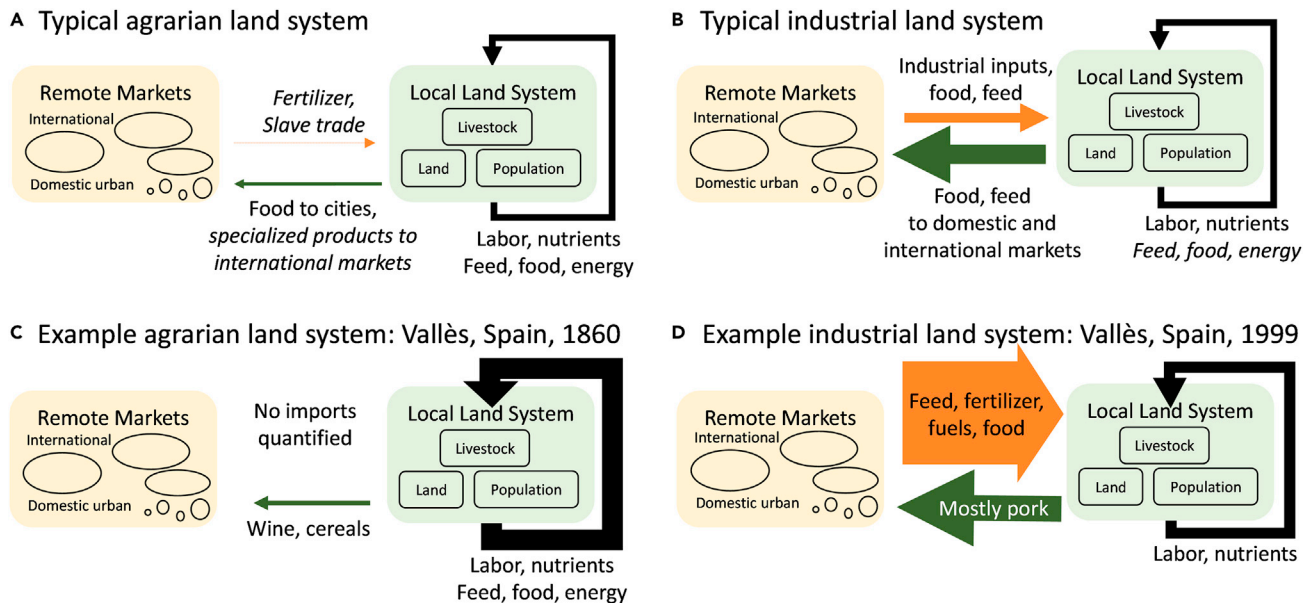 A Typical agrarian land system
Remote Markets
International
Domestic urban
Fertilizer,
Slave trade
Food to cities,
specialized products to
international markets
Local Land System
Livestock
Land
Population
Labor, nutrients
Feed, food, energy
B Typical industrial land system
Remote Markets
International
Domestic urban
Industrial inputs,
food, feed
Food, feed
to domestic and
international markets
Local Land System
Livestock
Land
Population
Labor, nutrients
Feed, food, energy
C Example agrarian land system: Vallès, Spain, 1860
Remote Markets
International
Domestic urban
No imports
quantified
Wine, cereals
Local Land System
Livestock
Land
Population
Labor, nutrients
Feed, food, energy
D Example industrial land system: Vallès, Spain, 1999
Remote Markets
International
Domestic urban
Feed, fertilizer,
fuels, food
Mostly pork
Local Land System
Livestock
Land
Population
Labor, nutrients